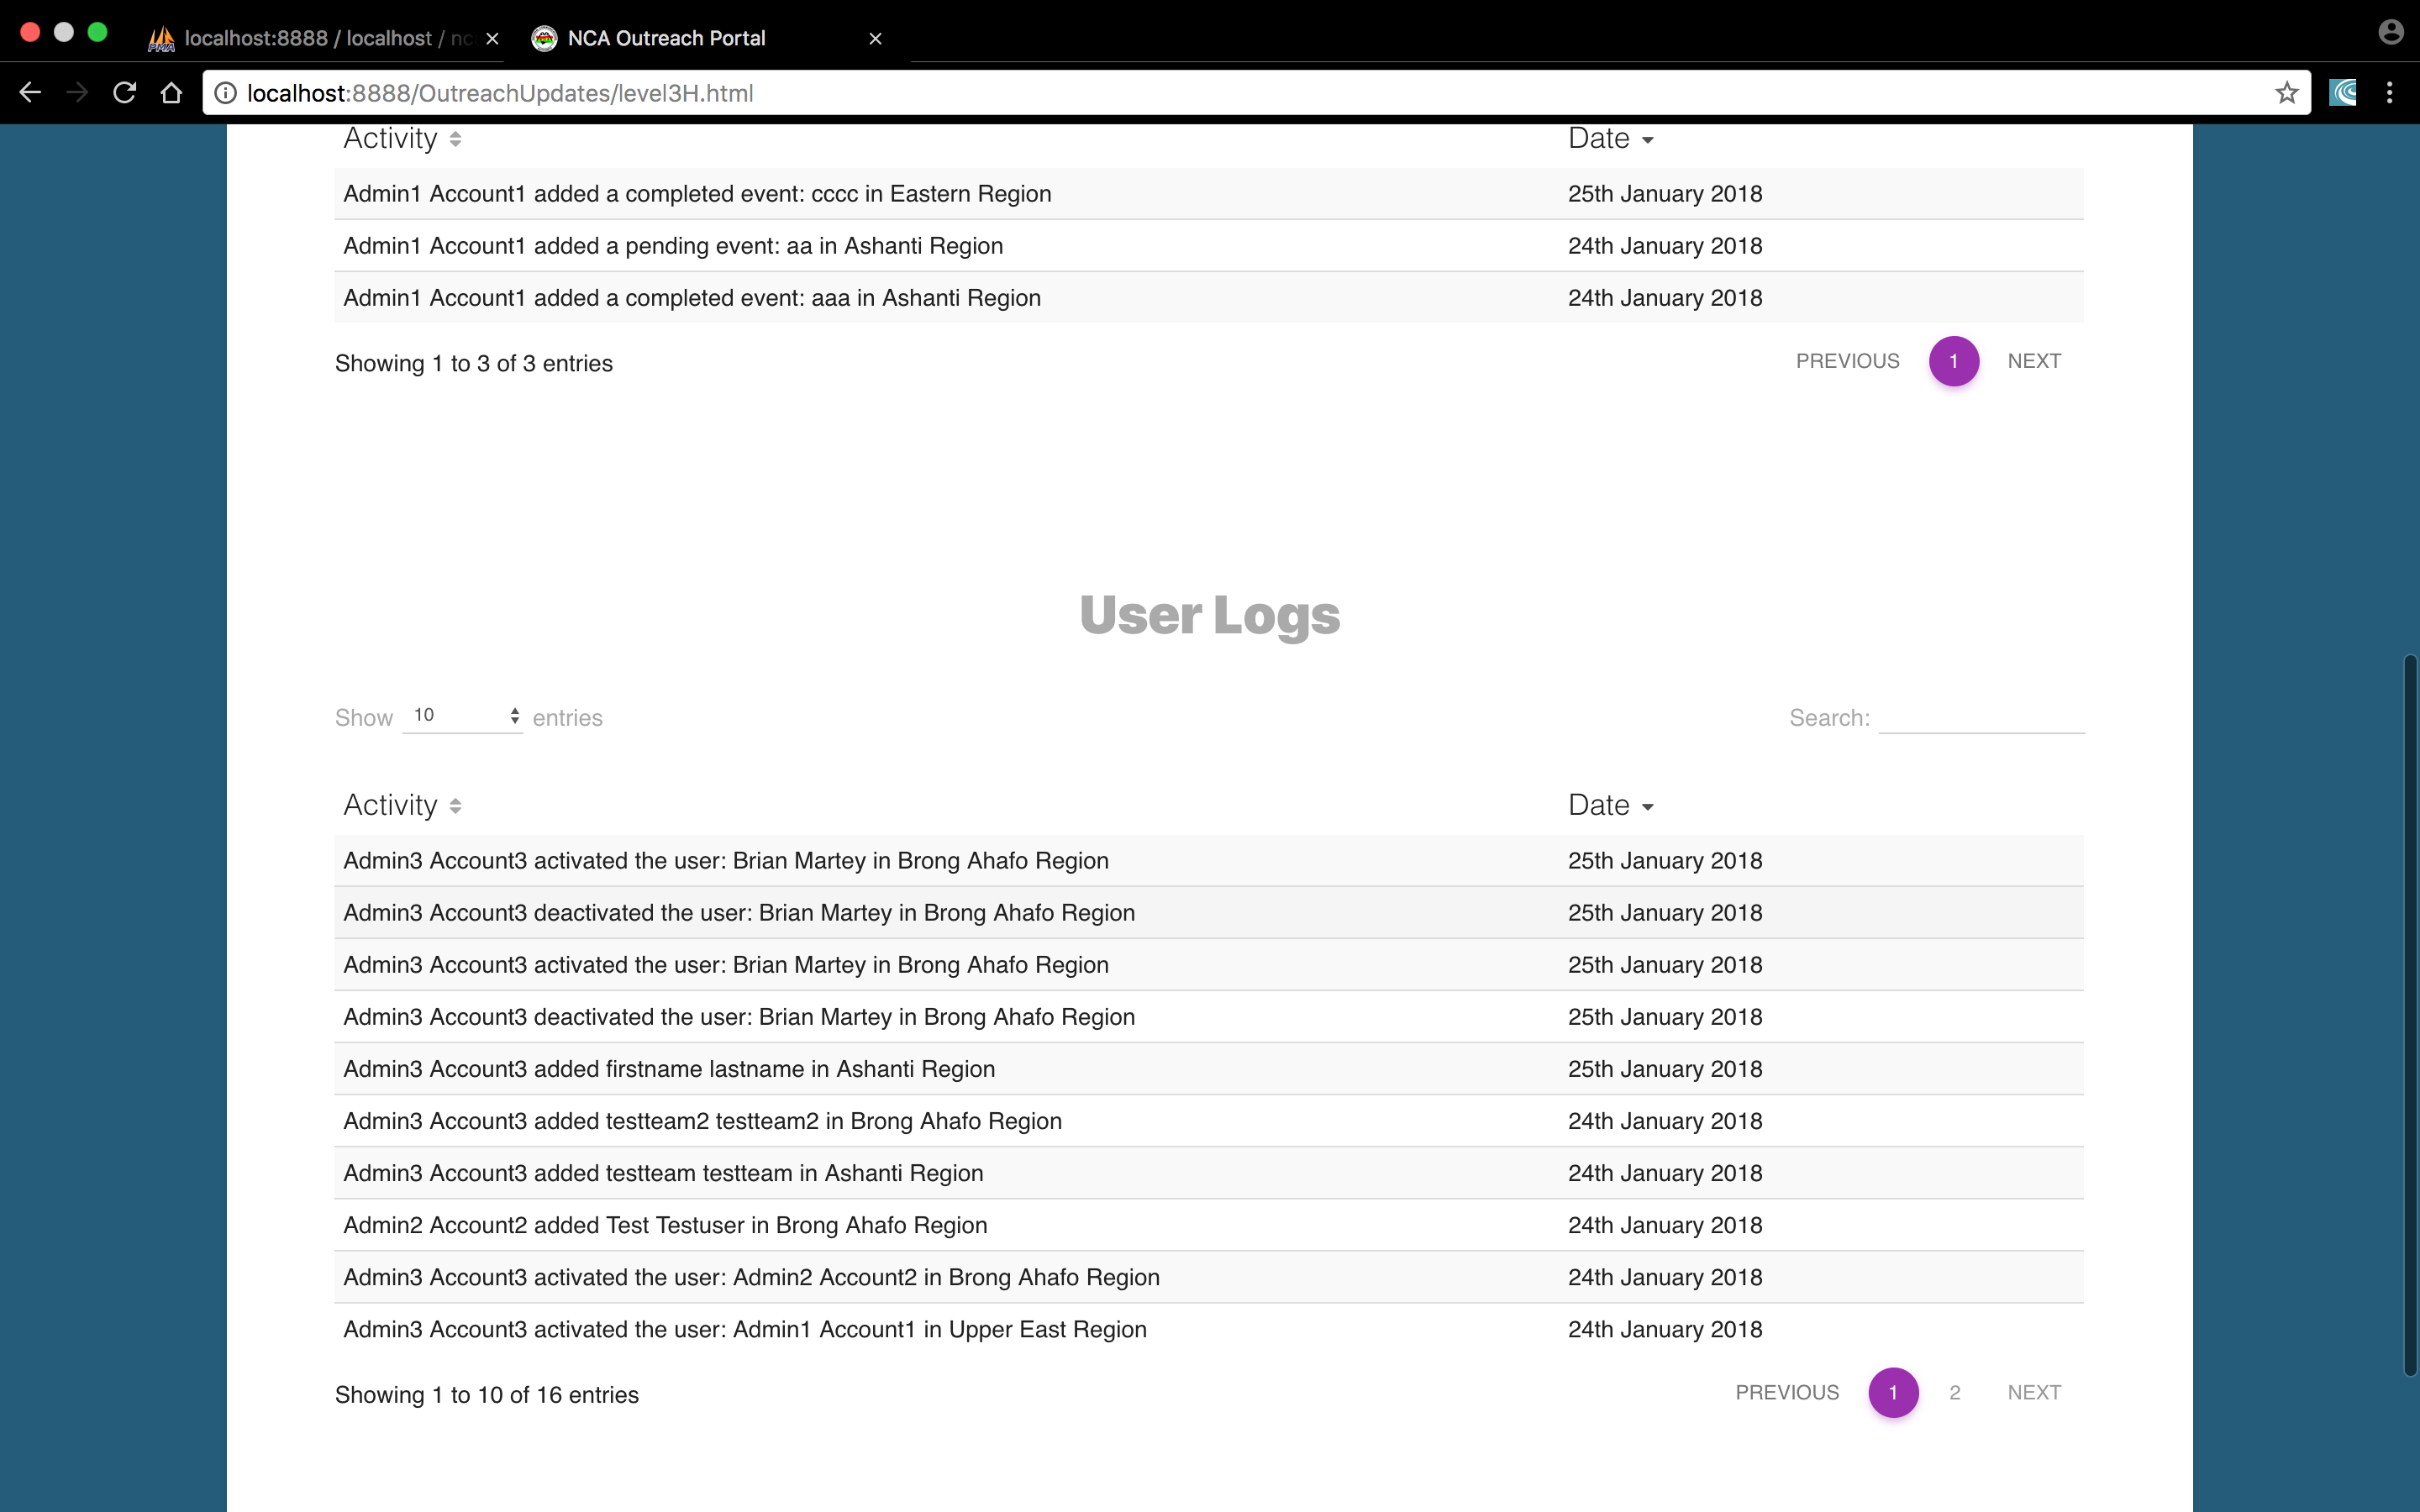 localhost:8888 / localhost / nc
NCA Outreach Portal
localhost:8888/OutreachUpdates/level3H.html
Activity Date
Admin1 Account1 added a completed event: cccc in Eastern Region 25th January 2018
Admin1 Account1 added a pending event: aa in Ashanti Region 24th January 2018
Admin1 Account1 added a completed event: aaa in Ashanti Region 24th January 2018
Showing 1 to 3 of 3 entries PREVIOUS 1 NEXT
User Logs
Show 10 entries Search:
Activity Date
Admin3 Account3 activated the user: Brian Martey in Brong Ahafo Region 25th January 2018
Admin3 Account3 deactivated the user: Brian Martey in Brong Ahafo Region 25th January 2018
Admin3 Account3 activated the user: Brian Martey in Brong Ahafo Region 25th January 2018
Admin3 Account3 deactivated the user: Brian Martey in Brong Ahafo Region 25th January 2018
Admin3 Account3 added firstname lastname in Ashanti Region 25th January 2018
Admin3 Account3 added testteam2 testteam2 in Brong Ahafo Region 24th January 2018
Admin3 Account3 added testteam testteam in Ashanti Region 24th January 2018
Admin2 Account2 added Test Testuser in Brong Ahafo Region 24th January 2018
Admin3 Account3 activated the user: Admin2 Account2 in Brong Ahafo Region 24th January 2018
Admin3 Account3 activated the user: Admin1 Account1 in Upper East Region 24th January 2018
Showing 1 to 10 of 16 entries PREVIOUS 1 2 NEXT